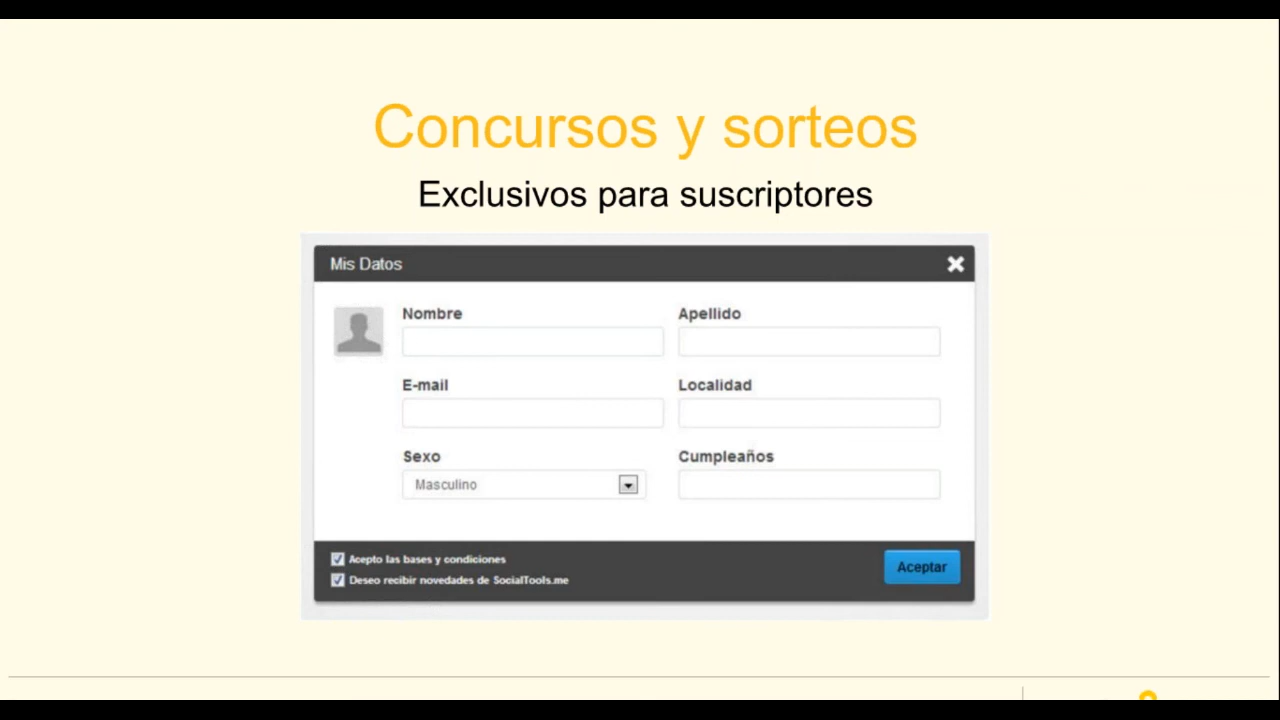 Concursos y sorteos
Exclusivos para suscriptores
Mis Datos
Nombre
Apellido
E-mail
Localidad
Sexo
Cumpleaños
Masculino
Acepto las bases y condiciones
Deseo recibir novedades de SocialTools.me
Aceptar